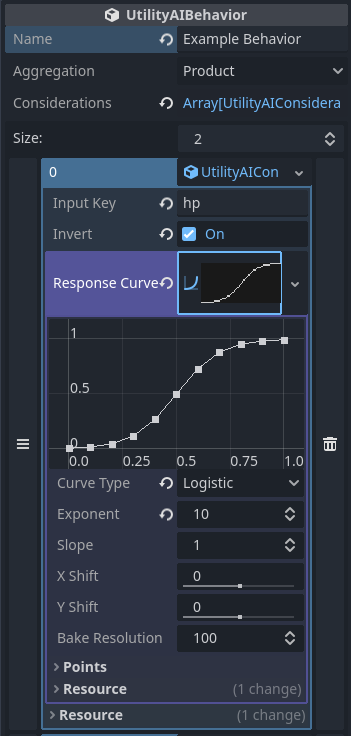 UtilityAIBehavior
Name Example Behavior
Aggregation Product
Considerations Array[UtilityAIConsidera
Size: 2
0 UtilityAICon
Input Key hp
Invert On
Response Curve
1
0.5
0
0.0 0.25 0.5 0.75 1.0
Curve Type Logistic
Exponent 10
Slope 1
X Shift 0
Y Shift 0
Bake Resolution 100
Points
Resource (1 change)
Resource (1 change)